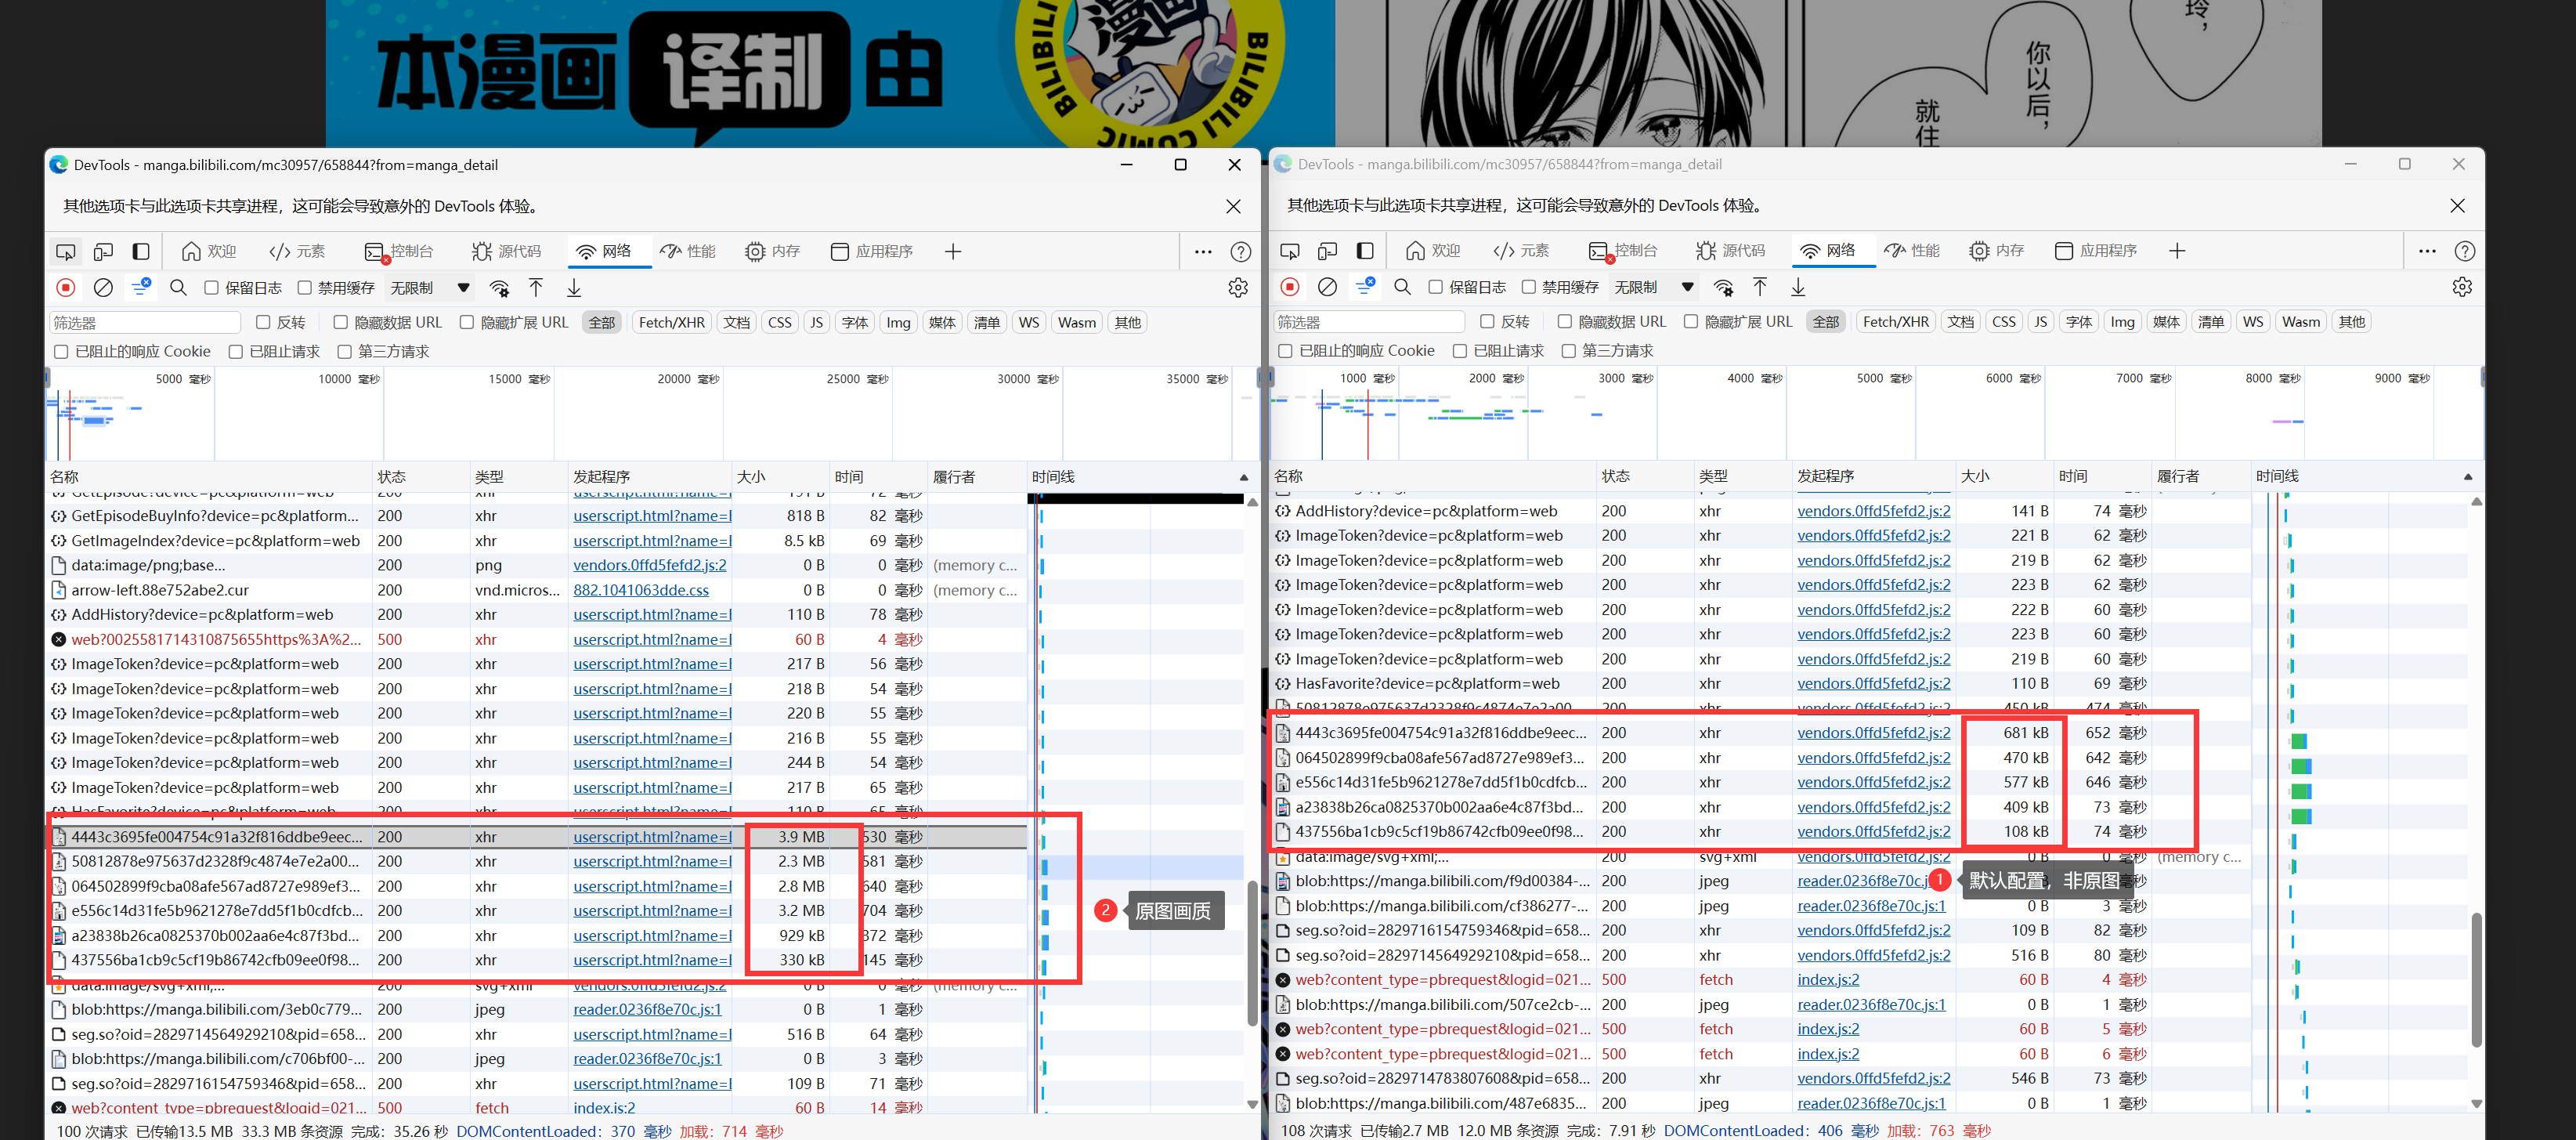 本漫画 译制 由
BILIBILI COMIC
玲，
你以后，
就住
DevTools - manga.bilibili.com/mc30957/658844?from=manga_detail
其他选项卡与此选项卡共享进程，这可能会导致意外的 DevTools 体验。
欢迎 元素 控制台 源代码 网络 性能 内存 应用程序
保留日志 禁用缓存 无限制
筛选器 反转 隐藏数据 URL 隐藏扩展 URL 全部 Fetch/XHR 文档 CSS JS 字体 Img 媒体 清单 WS Wasm 其他
已阻止的响应 Cookie 已阻止请求 第三方请求
5000 毫秒 10000 毫秒 15000 毫秒 20000 毫秒 25000 毫秒 30000 毫秒 35000 毫秒
名称 状态 类型 发起程序 大小 时间 履行者 时间线
GetEpisode?device=pc&platform=web 200 xhr userscript.html?name=
GetEpisodeBuyInfo?device=pc&platform... 200 xhr userscript.html?name= 818 B 82 毫秒
GetImageIndex?device=pc&platform=web 200 xhr userscript.html?name= 8.5 kB 69 毫秒
data:image/png;base... 200 png vendors.0ffd5fefd2.js:2 0 B 0 毫秒 (memory c...
arrow-left.88e752abe2.cur 200 vnd.micros... 882.1041063dde.css 0 B 0 毫秒 (memory c...
AddHistory?device=pc&platform=web 200 xhr userscript.html?name= 110 B 78 毫秒
web?0025581714310875655https%3A%2... 500 xhr userscript.html?name= 60 B 4 毫秒
ImageToken?device=pc&platform=web 200 xhr userscript.html?name= 217 B 56 毫秒
ImageToken?device=pc&platform=web 200 xhr userscript.html?name= 218 B 54 毫秒
ImageToken?device=pc&platform=web 200 xhr userscript.html?name= 220 B 55 毫秒
ImageToken?device=pc&platform=web 200 xhr userscript.html?name= 216 B 55 毫秒
ImageToken?device=pc&platform=web 200 xhr userscript.html?name= 244 B 54 毫秒
ImageToken?device=pc&platform=web 200 xhr userscript.html?name= 217 B 65 毫秒
HasFavorite?device=pc&platform=web 200 xhr userscript.html?name= 110 B 65 毫秒
4443c3695fe004754c91a32f816ddbe9eec... 200 xhr userscript.html?name= 3.9 MB 530 毫秒
50812878e975637d2328f9c4874e7e2a00... 200 xhr userscript.html?name= 2.3 MB 581 毫秒
064502899f9cba08afe567ad8727e989ef3... 200 xhr userscript.html?name= 2.8 MB 640 毫秒
e556c14d31fe5b9621278e7dd5f1b0cdfcb... 200 xhr userscript.html?name= 3.2 MB 704 毫秒
a23838b26ca0825370b002aa6e4c87f3bd... 200 xhr userscript.html?name= 929 kB 372 毫秒
437556ba1cb9c5cf19b86742cfb09ee0f98... 200 xhr userscript.html?name= 330 kB 145 毫秒
data:image/svg+xml;... 200 svg+xml vendors.0ffd5fefd2.js:2 0 B 0 毫秒 (memory c...
blob:https://manga.bilibili.com/3eb0c779... 200 jpeg reader.0236f8e70c.js:1 0 B 1 毫秒
seg.so?oid=2829714564929210&pid=658... 200 xhr userscript.html?name= 516 B 64 毫秒
blob:https://manga.bilibili.com/c706bf00-... 200 jpeg reader.0236f8e70c.js:1 0 B 3 毫秒
seg.so?oid=2829716154759346&pid=658... 200 xhr userscript.html?name= 109 B 71 毫秒
web?content_type=pbrequest&logid=021... 500 fetch index.js:2 60 B 14 毫秒
100 次请求 已传输13.5 MB 33.3 MB 条资源 完成：35.26 秒 DOMContentLoaded：370 毫秒 加载：714 毫秒
2 原图画质
DevTools - manga.bilibili.com/mc30957/658844?from=manga_detail
其他选项卡与此选项卡共享进程，这可能会导致意外的 DevTools 体验。
欢迎 元素 控制台 源代码 网络 性能 内存 应用程序
保留日志 禁用缓存 无限制
筛选器 反转 隐藏数据 URL 隐藏扩展 URL 全部 Fetch/XHR 文档 CSS JS 字体 Img 媒体 清单 WS Wasm 其他
已阻止的响应 Cookie 已阻止请求 第三方请求
1000 毫秒 2000 毫秒 3000 毫秒 4000 毫秒 5000 毫秒 6000 毫秒 7000 毫秒 8000 毫秒 9000 毫秒
名称 状态 类型 发起程序 大小 时间 履行者 时间线
AddHistory?device=pc&platform=web 200 xhr vendors.0ffd5fefd2.js:2 141 B 74 毫秒
ImageToken?device=pc&platform=web 200 xhr vendors.0ffd5fefd2.js:2 221 B 62 毫秒
ImageToken?device=pc&platform=web 200 xhr vendors.0ffd5fefd2.js:2 219 B 62 毫秒
ImageToken?device=pc&platform=web 200 xhr vendors.0ffd5fefd2.js:2 223 B 62 毫秒
ImageToken?device=pc&platform=web 200 xhr vendors.0ffd5fefd2.js:2 222 B 60 毫秒
ImageToken?device=pc&platform=web 200 xhr vendors.0ffd5fefd2.js:2 223 B 60 毫秒
ImageToken?device=pc&platform=web 200 xhr vendors.0ffd5fefd2.js:2 219 B 60 毫秒
HasFavorite?device=pc&platform=web 200 xhr vendors.0ffd5fefd2.js:2 110 B 69 毫秒
50812878e975637d2328f9c4874e7e2a00... 200 xhr vendors.0ffd5fefd2.js:2 450 kB 474 毫秒
4443c3695fe004754c91a32f816ddbe9eec... 200 xhr vendors.0ffd5fefd2.js:2 681 kB 652 毫秒
064502899f9cba08afe567ad8727e989ef3... 200 xhr vendors.0ffd5fefd2.js:2 470 kB 642 毫秒
e556c14d31fe5b9621278e7dd5f1b0cdfcb... 200 xhr vendors.0ffd5fefd2.js:2 577 kB 646 毫秒
a23838b26ca0825370b002aa6e4c87f3bd... 200 xhr vendors.0ffd5fefd2.js:2 409 kB 73 毫秒
437556ba1cb9c5cf19b86742cfb09ee0f98... 200 xhr vendors.0ffd5fefd2.js:2 108 kB 74 毫秒
data:image/svg+xml;... 200 svg+xml vendors.0ffd5fefd2.js:2 0 B 0 毫秒 (memory c...
blob:https://manga.bilibili.com/f9d00384-... 200 jpeg reader.0236f8e70c.j 毫秒
1 默认配置，非原图
blob:https://manga.bilibili.com/cf386277-... 200 jpeg reader.0236f8e70c.js:1 0 B 3 毫秒
seg.so?oid=2829716154759346&pid=658... 200 xhr vendors.0ffd5fefd2.js:2 109 B 82 毫秒
seg.so?oid=2829714564929210&pid=658... 200 xhr vendors.0ffd5fefd2.js:2 516 B 80 毫秒
web?content_type=pbrequest&logid=021... 500 fetch index.js:2 60 B 4 毫秒
blob:https://manga.bilibili.com/507ce2cb-... 200 jpeg reader.0236f8e70c.js:1 0 B 1 毫秒
web?content_type=pbrequest&logid=021... 500 fetch index.js:2 60 B 5 毫秒
web?content_type=pbrequest&logid=021... 500 fetch index.js:2 60 B 6 毫秒
seg.so?oid=2829714783807608&pid=658... 200 xhr vendors.0ffd5fefd2.js:2 546 B 73 毫秒
blob:https://manga.bilibili.com/487e6835... 200 jpeg reader.0236f8e70c.js:1 0 B 1 毫秒
108 次请求 已传输2.7 MB 12.0 MB 条资源 完成：7.91 秒 DOMContentLoaded：406 毫秒 加载：763 毫秒